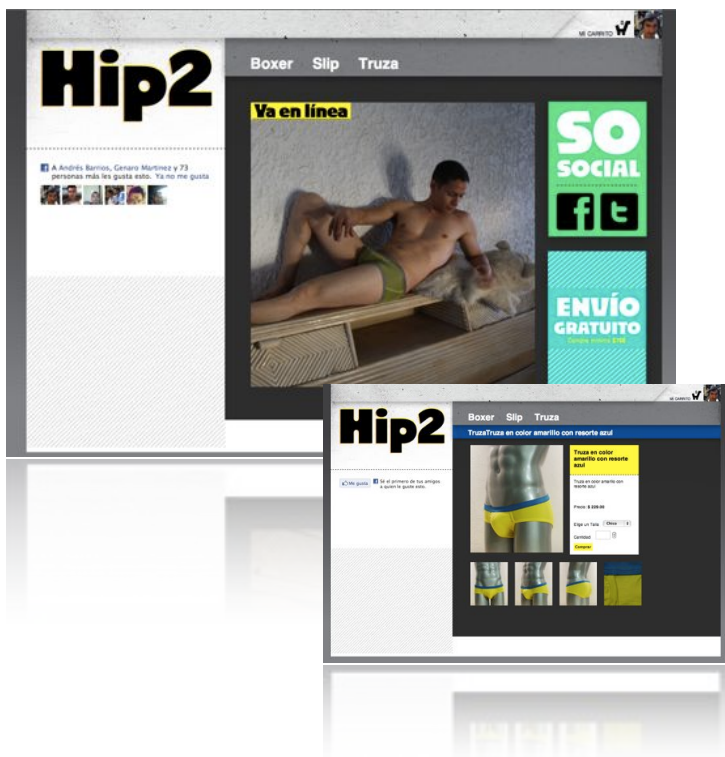 MI CARRITO
Hip2
Boxer Slip Truza
Ya en línea
A Andrés Barrios, Genaro Martinez y 73
personas más les gusta esto. Ya no me gusta
SO
SOCIAL
ENVÍO
GRATUITO
MI CARRITO
Hip2
Boxer Slip Truza
TruzaTruza en color amarillo con resorte azul
Me gusta
Sé el primero de tus amigos
a quien le guste esto.
Truza en color
amarillo con resorte
azul
Truza en color amarillo con
resorte azul
Precio:
Elige un Talla
Chico
Cantidad
Comprar